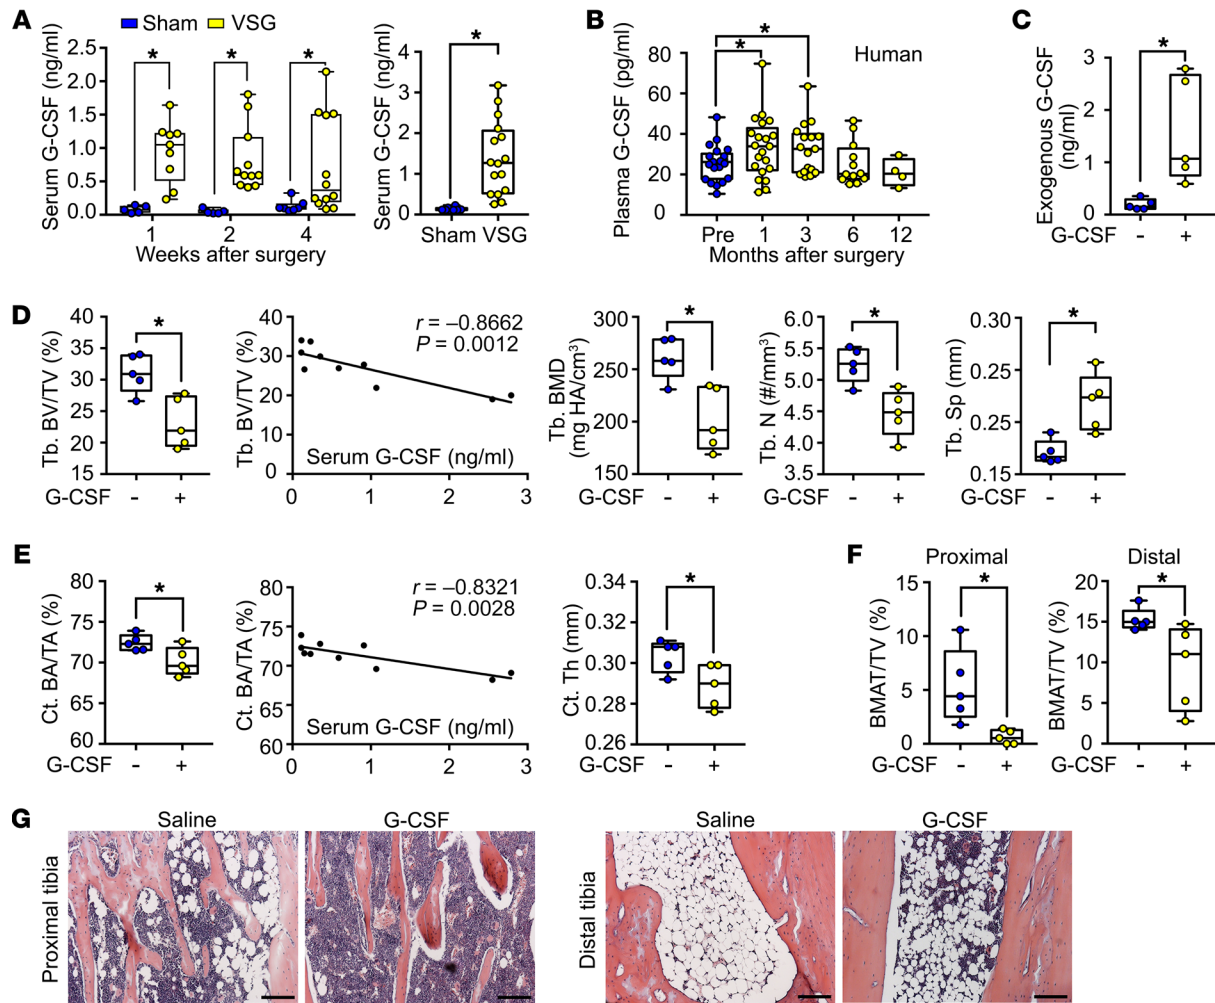 A
Sham VSG
Serum G-CSF (ng/ml)
2.5
2.0
1.5
1.0
0.5
0.0
* * *
1 2 4
Weeks after surgery
Serum G-CSF (ng/ml)
4
3
2
1
0
*
Sham VSG
B
Human
Plasma G-CSF (pg/ml)
80
60
40
20
0
* *
Pre 1 3 6 12
Months after surgery
C
Exogenous G-CSF
(ng/ml)
3
2
1
0
*
G-CSF - +
D
Tb. BV/TV (%)
40
35
30
25
20
15
*
G-CSF - +
Tb. BV/TV (%)
40
30
20
10
0
r = –0.8662
P = 0.0012
Serum G-CSF (ng/ml)
0 1 2 3
Tb. BMD
(mg HA/cm³)
300
250
200
150
*
G-CSF - +
Tb. N (#/mm³)
6.0
5.5
5.0
4.5
4.0
3.5
*
G-CSF - +
Tb. Sp (mm)
0.30
0.25
0.25
0.15
*
G-CSF - +
E
Ct. BA/TA (%)
80
75
70
65
60
*
G-CSF - +
Ct. BA/TA (%)
80
75
70
65
60
r = –0.8321
P = 0.0028
Serum G-CSF (ng/ml)
0 1 2 3
Ct. Th (mm)
0.34
0.32
0.30
0.28
0.26
*
G-CSF - +
F
Proximal
BMAT/TV (%)
15
10
5
0
*
G-CSF - +
Distal
BMAT/TV (%)
20
15
10
5
0
*
G-CSF - +
G
Saline G-CSF
Proximal tibia
Saline G-CSF
Distal tibia